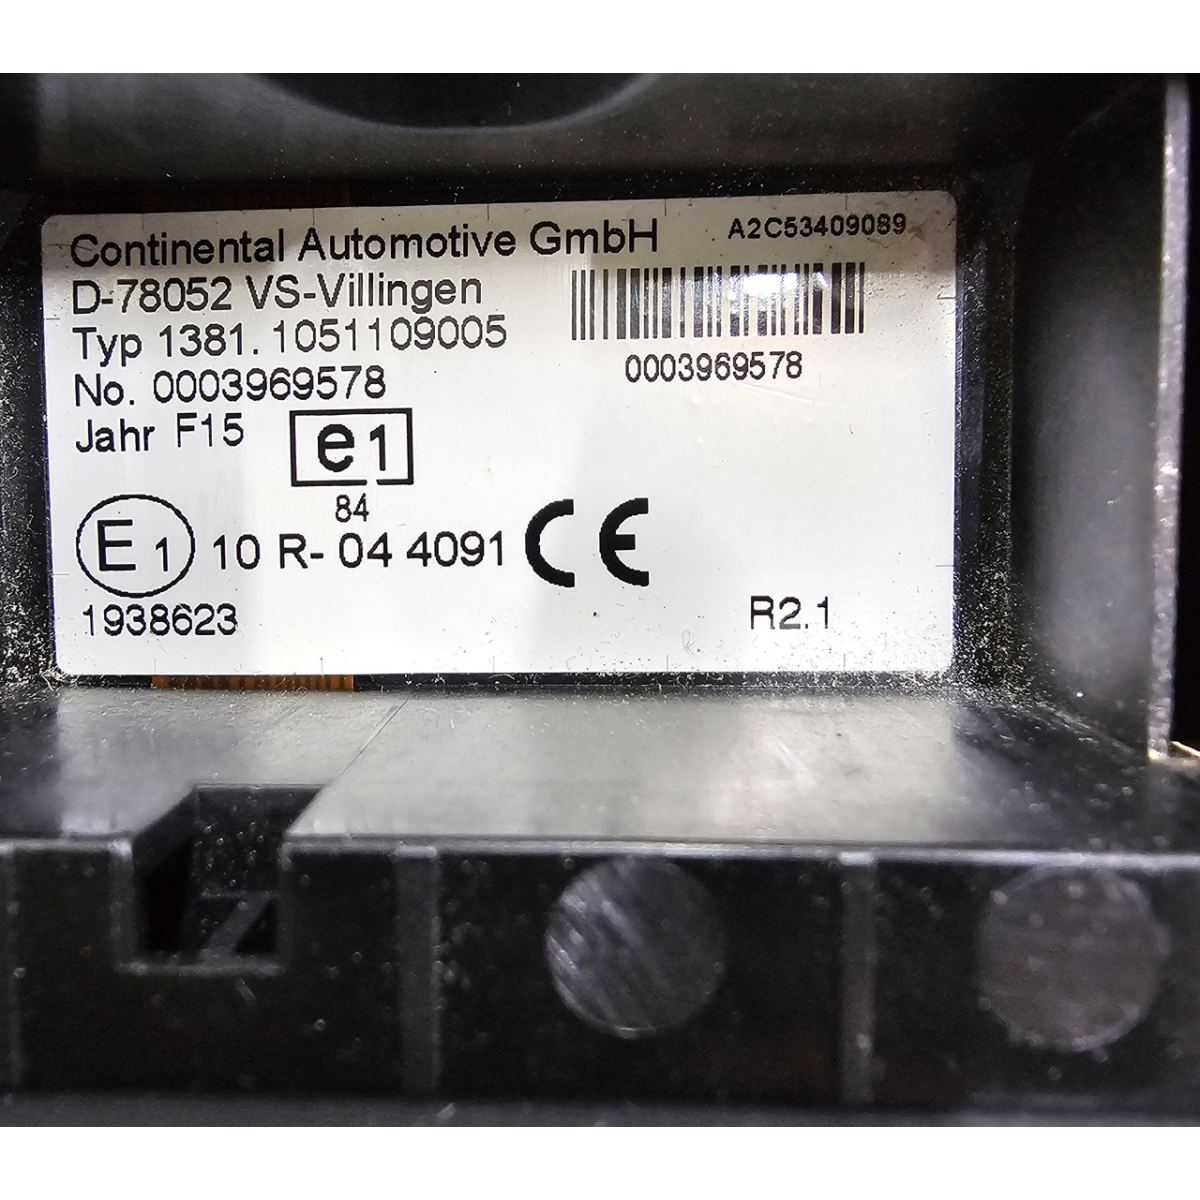 Continental Automotive GmbH
A2C53409089
D-78052 VS-Villingen
Typ 1381.1051109005
0003969578
No. 0003969578
Jahr F15
e1
84
E1 10 R- 04 4091 CE
1938623
R2.1